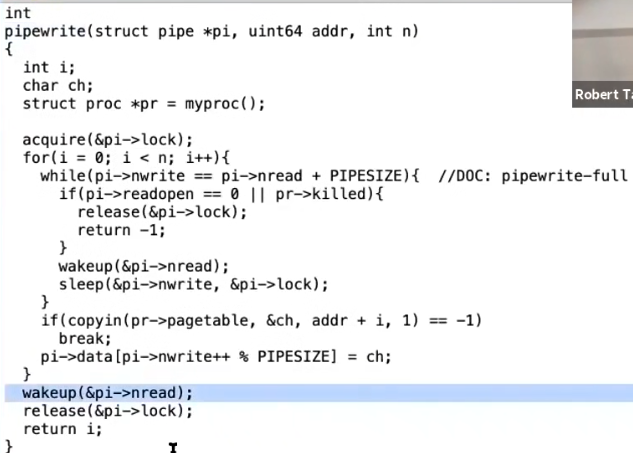 int
pipewrite(struct pipe *pi, uint64 addr, int n)
{
  int i;
  char ch;
  struct proc *pr = myproc();

  acquire(&pi->lock);
  for(i = 0; i < n; i++){
    while(pi->nwrite == pi->nread + PIPESIZE){  //DOC: pipewrite-full
      if(pi->readopen == 0 || pr->killed){
        release(&pi->lock);
        return -1;
      }
      wakeup(&pi->nread);
      sleep(&pi->nwrite, &pi->lock);
    }
    if(copyin(pr->pagetable, &ch, addr + i, 1) == -1)
      break;
    pi->data[pi->nwrite++ % PIPESIZE] = ch;
  }
  wakeup(&pi->nread);
  release(&pi->lock);
  return i;
}
Robert